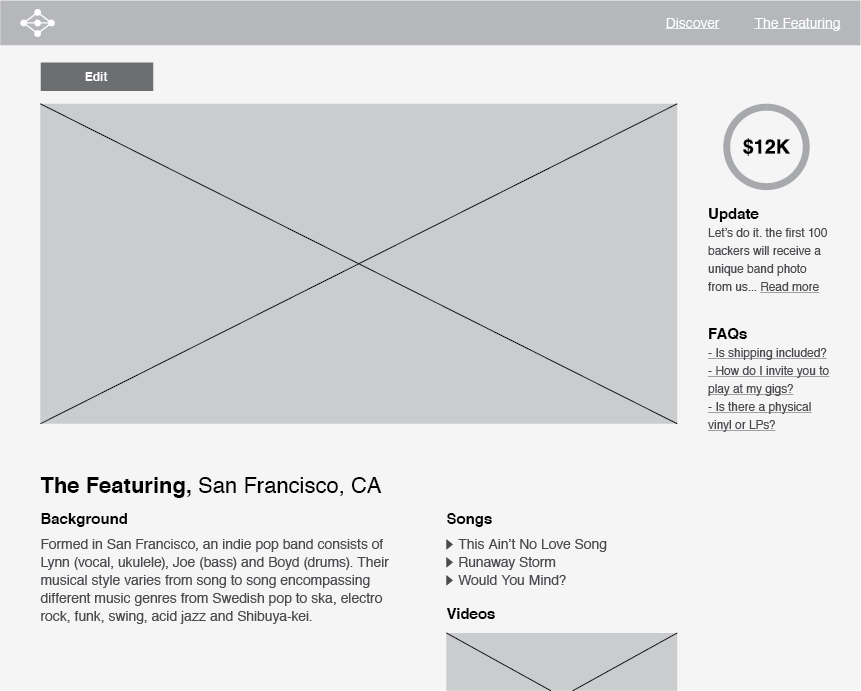 Discover The Featuring
Edit
$12K
Update
Let's do it. the first 100
backers will receive a
unique band photo
from us... Read more
FAQs
- Is shipping included?
- How do I invite you to
play at my gigs?
- Is there a physical
vinyl or LPs?
The Featuring, San Francisco, CA
Background
Formed in San Francisco, an indie pop band consists of
Lynn (vocal, ukulele), Joe (bass) and Boyd (drums). Their
musical style varies from song to song encompassing
different music genres from Swedish pop to ska, electro
rock, funk, swing, acid jazz and Shibuya-kei.
Songs
This Ain't No Love Song
Runaway Storm
Would You Mind?
Videos